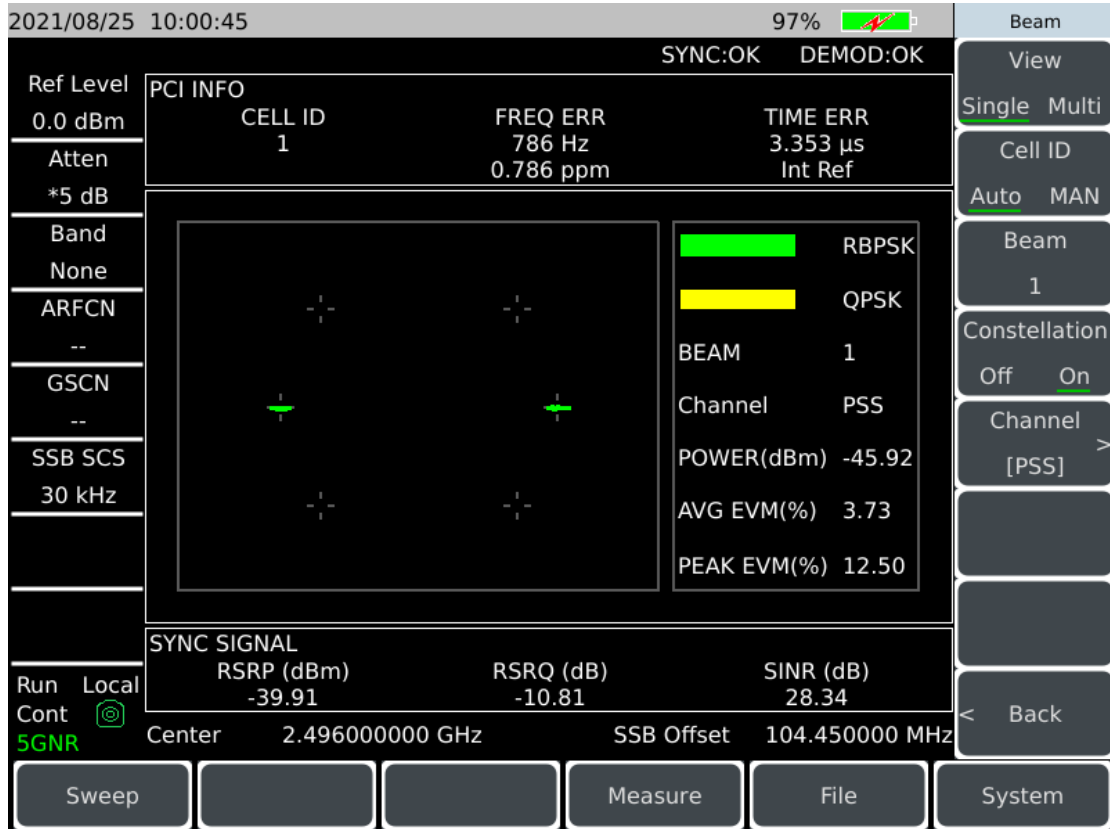 2021/08/25 10:00:45 97% Beam
SYNC:OK DEMOD:OK
Ref Level
0.0 dBm
Atten
*5 dB
Band
None
ARFCN
--
GSCN
--
SSB SCS
30 kHz
Run Local
Cont
5GNR
PCI INFO
CELL ID FREQ ERR TIME ERR
1 786 Hz 3.353 µs
0.786 ppm Int Ref
RBPSK
QPSK
BEAM 1
Channel PSS
POWER(dBm) -45.92
AVG EVM(%) 3.73
PEAK EVM(%) 12.50
SYNC SIGNAL
RSRP (dBm) RSRQ (dB) SINR (dB)
-39.91 -10.81 28.34
Center 2.496000000 GHz SSB Offset 104.450000 MHz
View
Single Multi
Cell ID
Auto MAN
Beam
1
Constellation
Off On
Channel
>
[PSS]
< Back
Sweep Measure File System